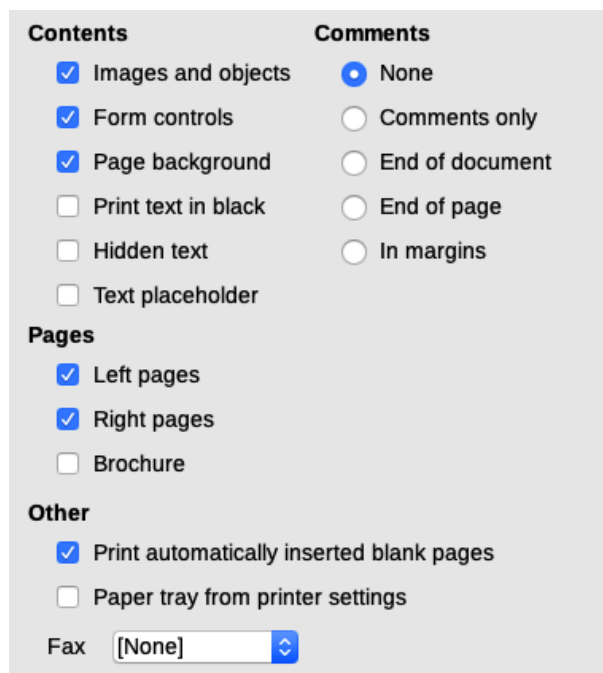 Contents
Images and objects
Form controls
Page background
Print text in black
Hidden text
Text placeholder
Comments
None
Comments only
End of document
End of page
In margins
Pages
Left pages
Right pages
Brochure
Other
Print automatically inserted blank pages
Paper tray from printer settings
Fax [None]